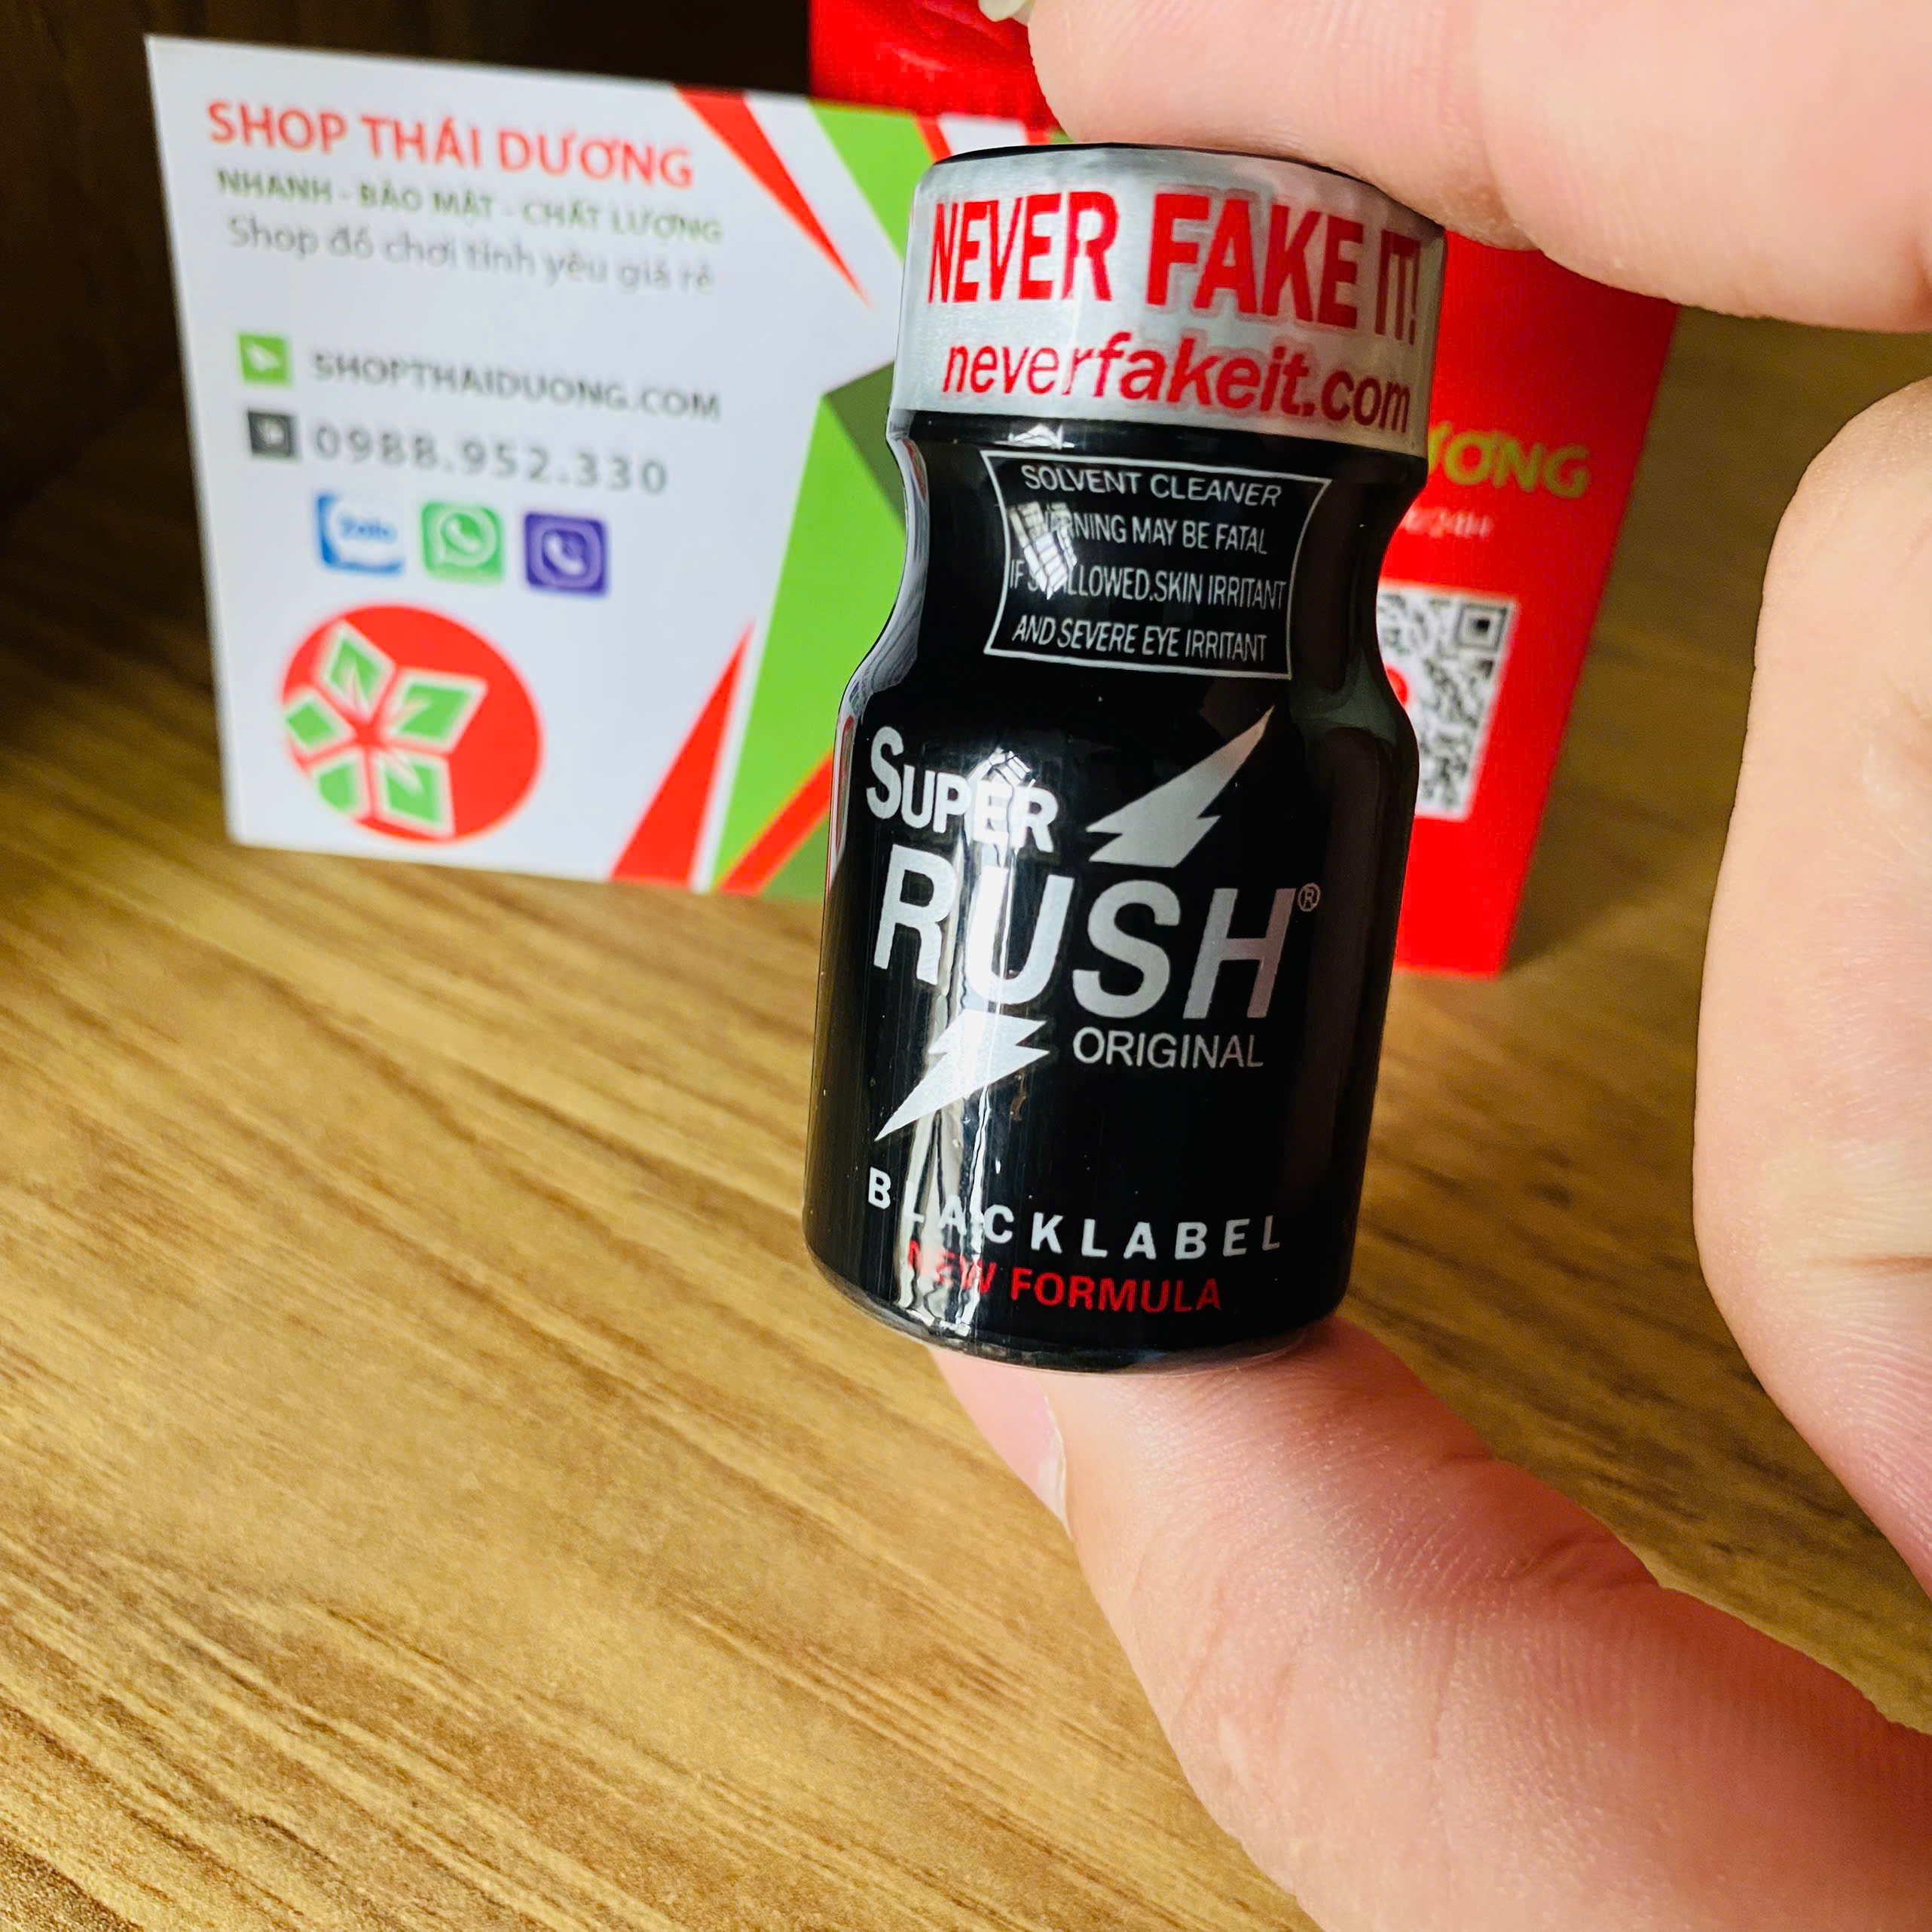 SHOP THÁI DƯƠNG
NHANH - BẢO MẬT - CHẤT LƯỢNG
Shop đồ chơi tình yêu giá rẻ
SHOPTHAIDUONG.COM
0988.952.330
Zalo
NEVER FAKE IT!
neverfakeit.com
SOLVENT CLEANER
WARNING MAY BE FATAL
IF SWALLOWED.SKIN IRRITANT
AND SEVERE EYE IRRITANT
SUPER
RUSH®
ORIGINAL
BLACKLABEL
NEW FORMULA
ƯƠNG